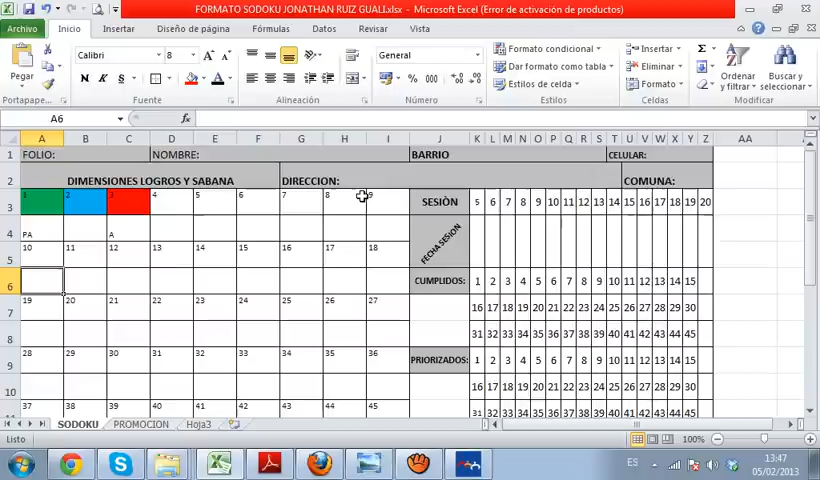 FORMATO SODOKU JONATHAN RUIZ GUALI.xlsx - Microsoft Excel (Error de activación de productos)
Archivo Inicio Insertar Diseño de página Fórmulas Datos Revisar Vista
Pegar
Calibri 8
N K S
General
% 000
Formato condicional
Dar formato como tabla
Estilos de celda
Insertar
Eliminar
Formato
Ordenar y filtrar
Buscar y seleccionar
Portapape... Fuente Alineación Número Estilos Celdas Modificar
A6 fx
A B C D E F G H I J K L M N O P Q R S T U V W X Y Z AA
1 FOLIO: NOMBRE: BARRIO CELULAR:
2 DIMENSIONES LOGROS Y SABANA DIRECCION: COMUNA:
3 1 2 3 4 5 6 7 8 9 SESIÒN 5 6 7 8 9 10 11 12 13 14 15 16 17 18 19 20
4 PA A FECHA SESION
5 10 11 12 13 14 15 16 17 18
6 CUMPLIDOS: 1 2 3 4 5 6 7 8 9 10 11 12 13 14 15
7 19 20 21 22 23 24 25 26 27 16 17 18 19 20 21 22 23 24 25 26 27 28 29 30
8 31 32 33 34 35 36 37 38 39 40 41 42 43 44 45
9 28 29 30 31 32 33 34 35 36 PRIORIZADOS: 1 2 3 4 5 6 7 8 9 10 11 12 13 14 15
10 16 17 18 19 20 21 22 23 24 25 26 27 28 29 30
37 38 39 40 41 42 43 44 45 31 32 33 34 35 36 37 38 39 40 41 42 43 44 45
SODOKU PROMOCION Hoja3
Listo 100%
ES 13:47
05/02/2013